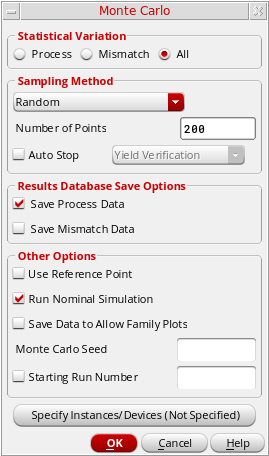 Monte Carlo
Statistical Variation
Process Mismatch All
Sampling Method
Random
Number of Points 200
Auto Stop Yield Verification
Results Database Save Options
Save Process Data
Save Mismatch Data
Other Options
Use Reference Point
Run Nominal Simulation
Save Data to Allow Family Plots
Monte Carlo Seed
Starting Run Number
Specify Instances/Devices (Not Specified)
OK Cancel Help